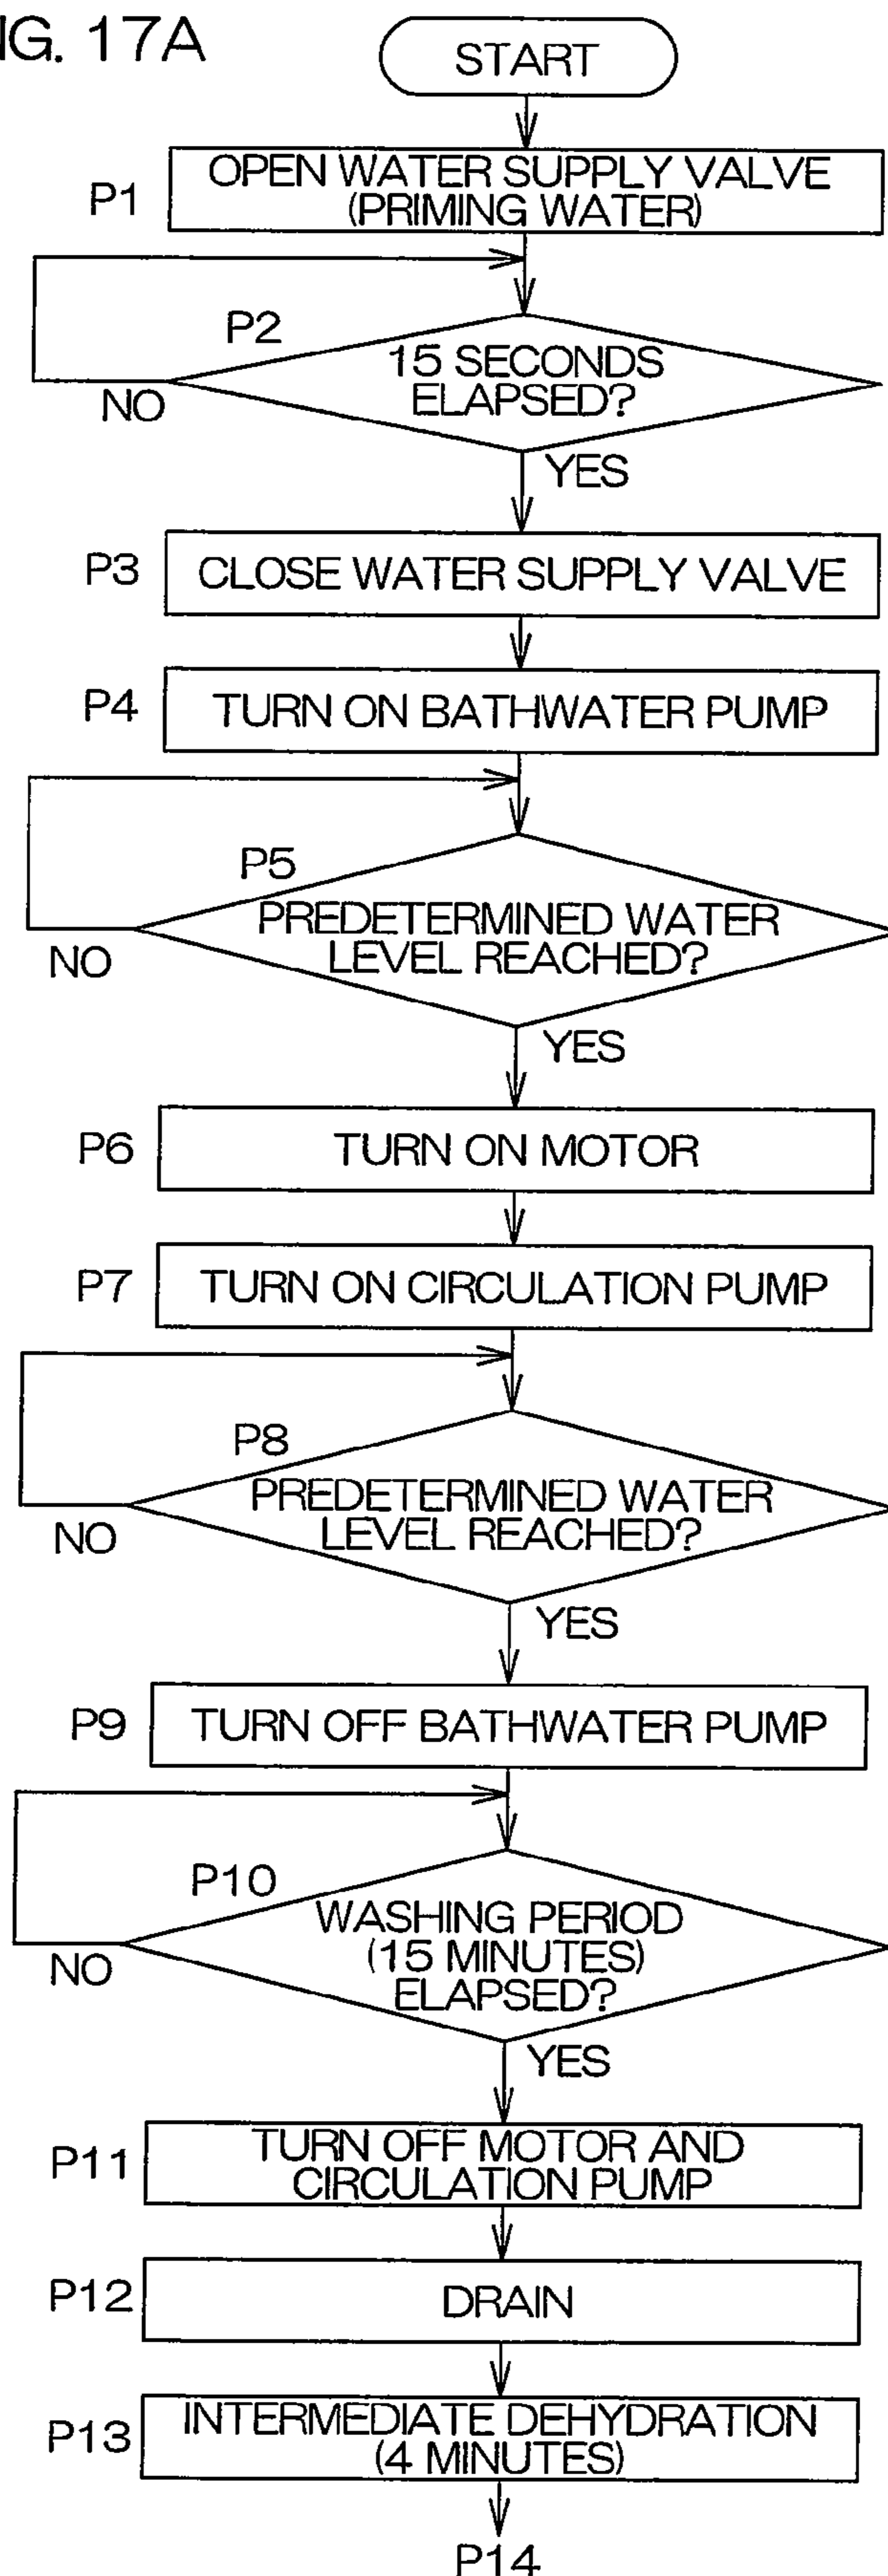 NG. 17A
START
P1
OPEN WATER SUPPLY VALVE
(PRIMING WATER)
P2
15 SECONDS
ELAPSED?
NO
YES
P3
CLOSE WATER SUPPLY VALVE
P4
TURN ON BATHWATER PUMP
P5
PREDETERMINED WATER
LEVEL REACHED?
NO
YES
P6
TURN ON MOTOR
P7
TURN ON CIRCULATION PUMP
P8
PREDETERMINED WATER
LEVEL REACHED?
NO
YES
P9
TURN OFF BATHWATER PUMP
P10
WASHING PERIOD
(15 MINUTES)
ELAPSED?
NO
YES
P11
TURN OFF MOTOR AND
CIRCULATION PUMP
P12
DRAIN
P13
INTERMEDIATE DEHYDRATION
(4 MINUTES)
P14